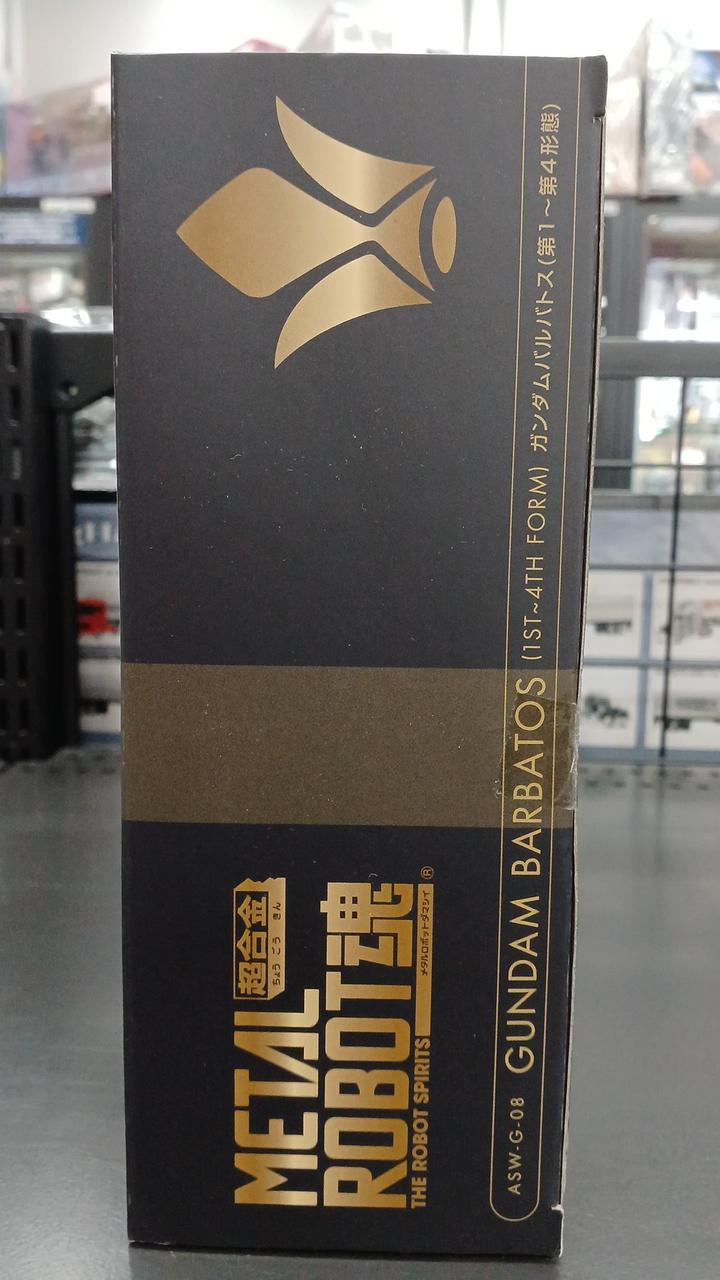 METAL
超合金
ちょう ごう きん
ROBOT魂
®
THE ROBOT SPIRITS
メタルロボットダマシイ
ASW-G-08 GUNDAM BARBATOS (1ST~4TH FORM) ガンダムバルバトス(第1~第4形態)